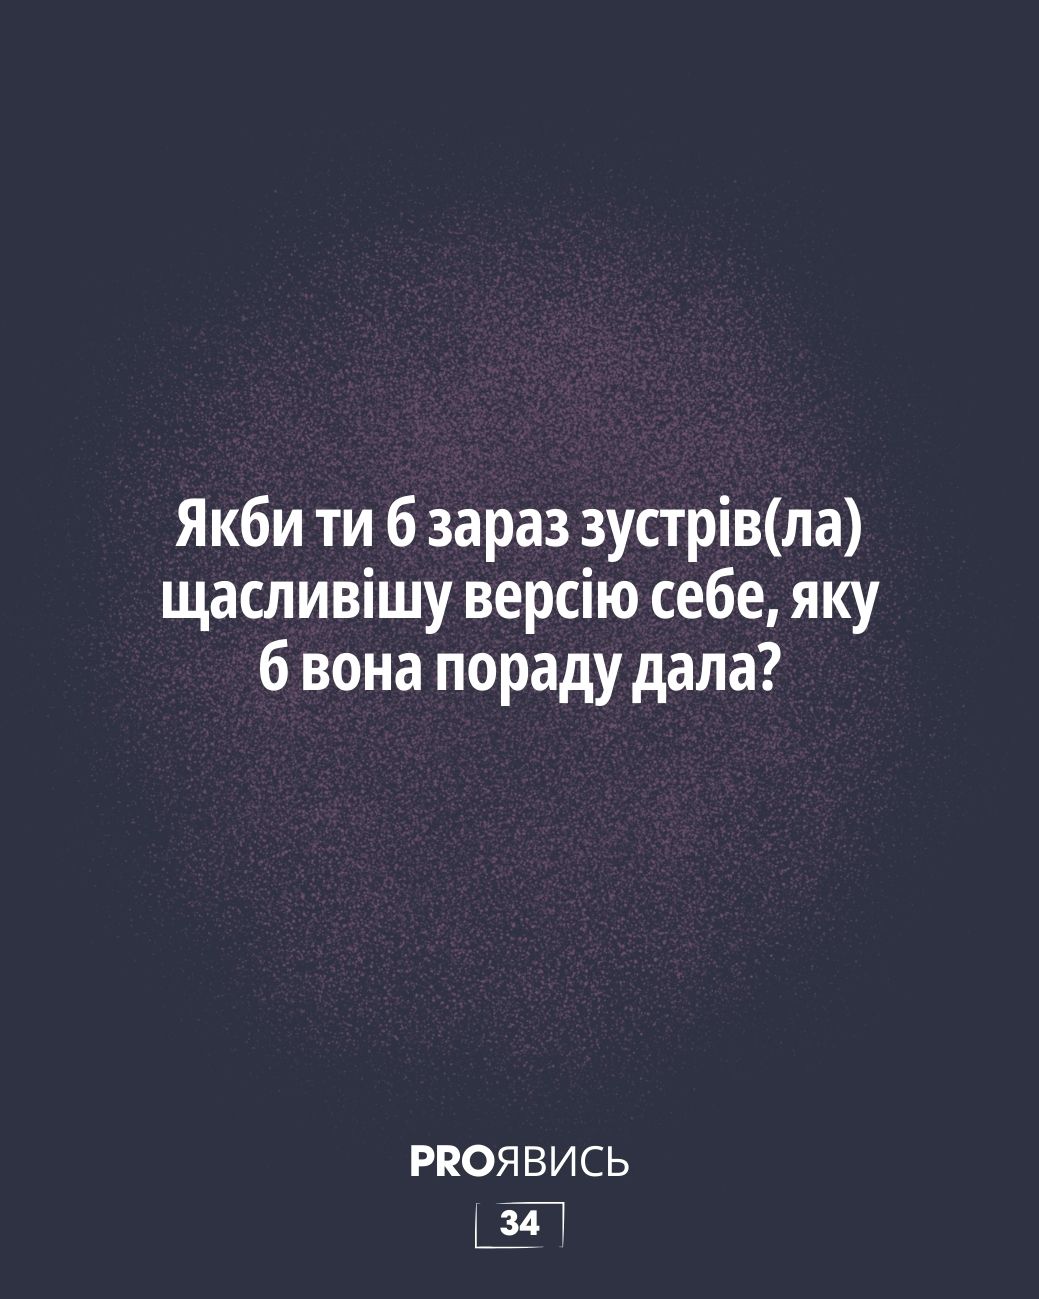 Якби ти б зараз зустрів(ла)
щасливішу версію себе, яку
б вона пораду дала?
PROЯВИСЬ
34